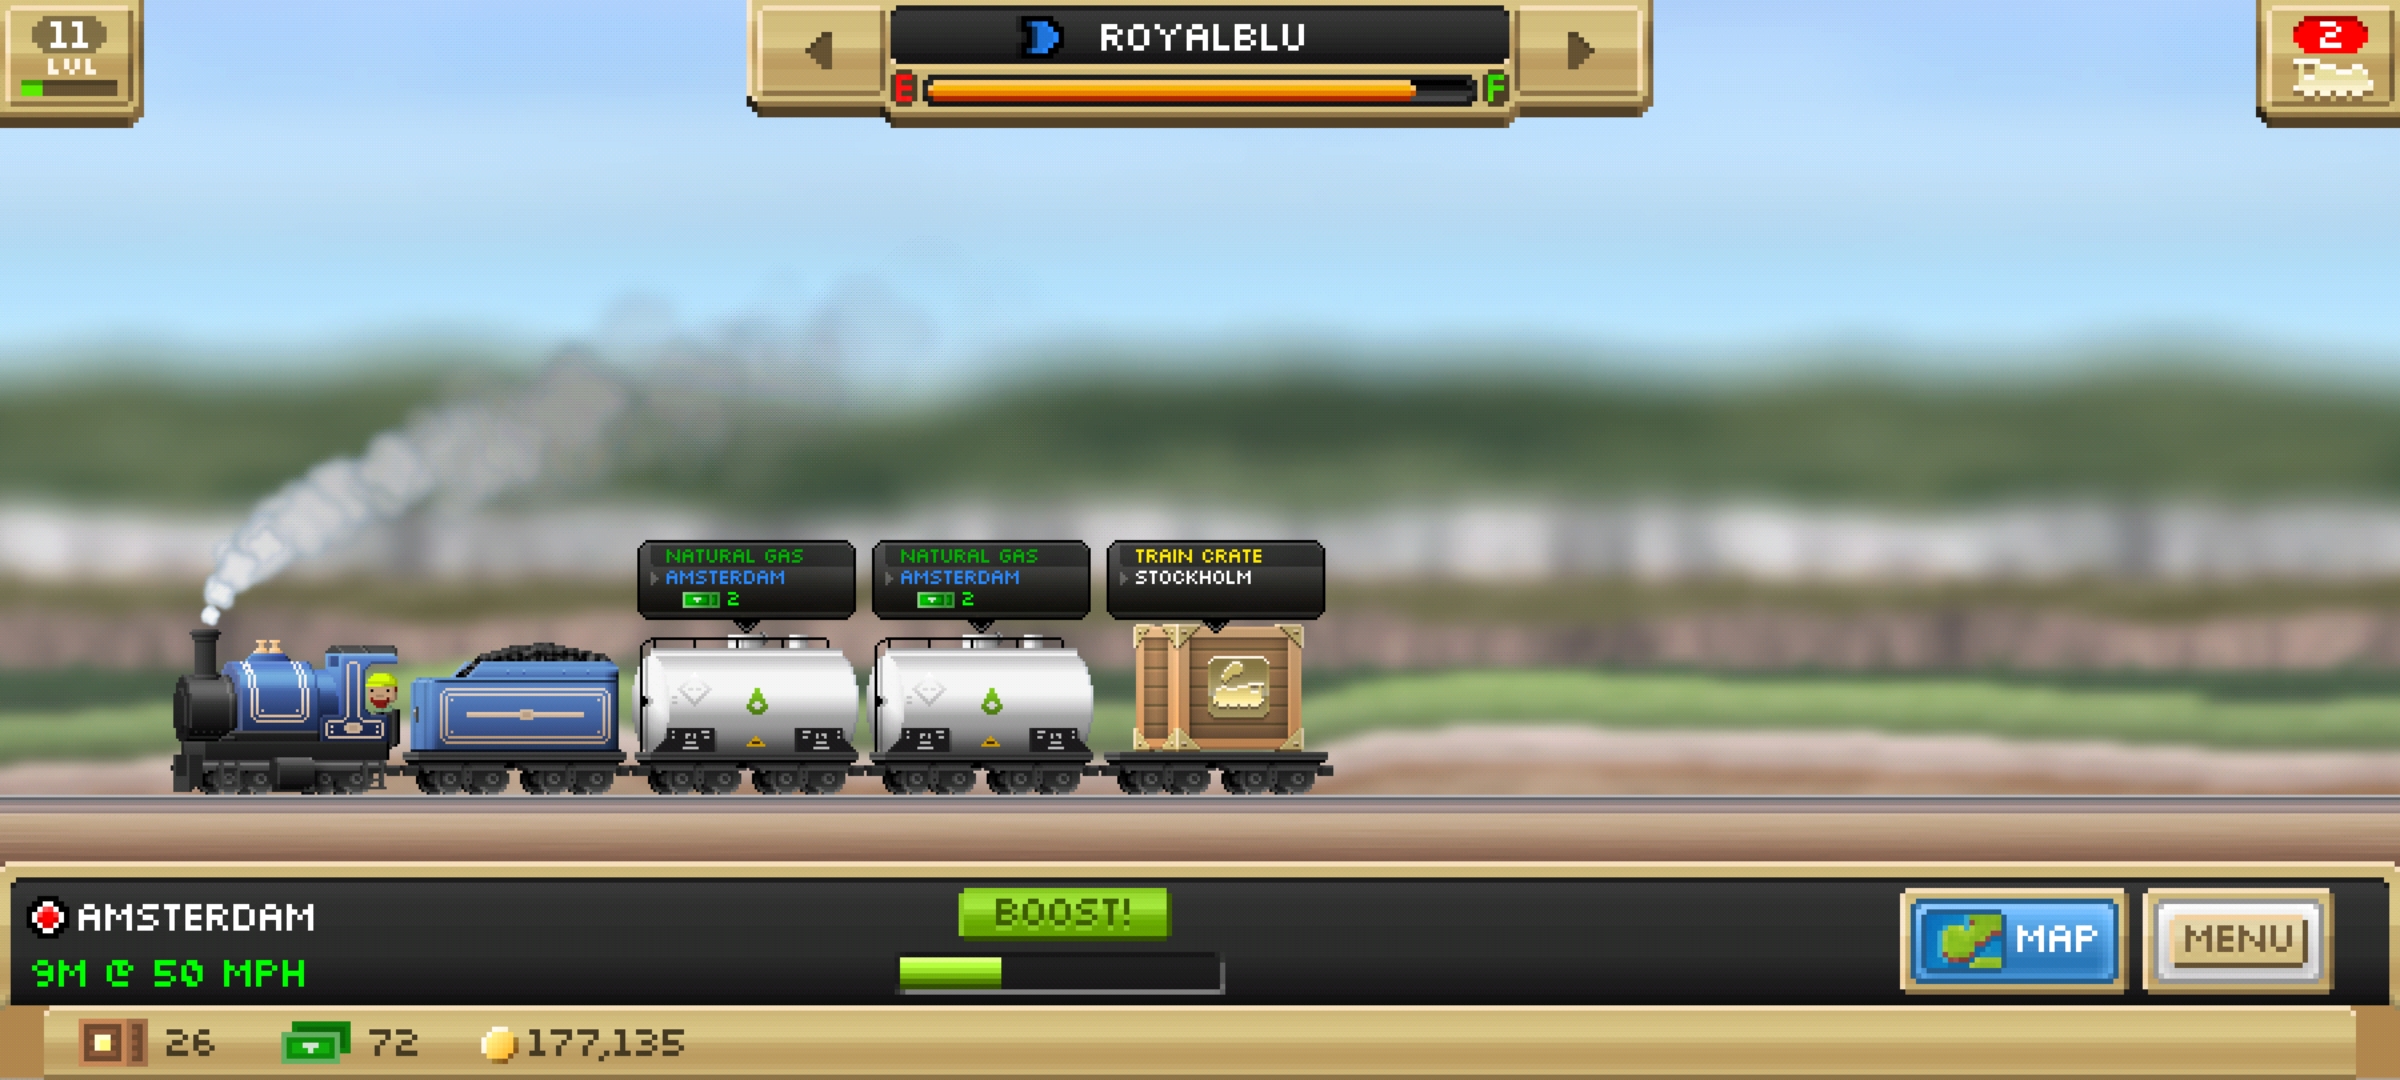 11
LVL
ROYALBLU
E
F
2
NATURAL GAS
AMSTERDAM
2
NATURAL GAS
AMSTERDAM
2
TRAIN CRATE
STOCKHOLM
AMSTERDAM
9M @ 50 MPH
BOOST!
MAP
MENU
26
72
177,135